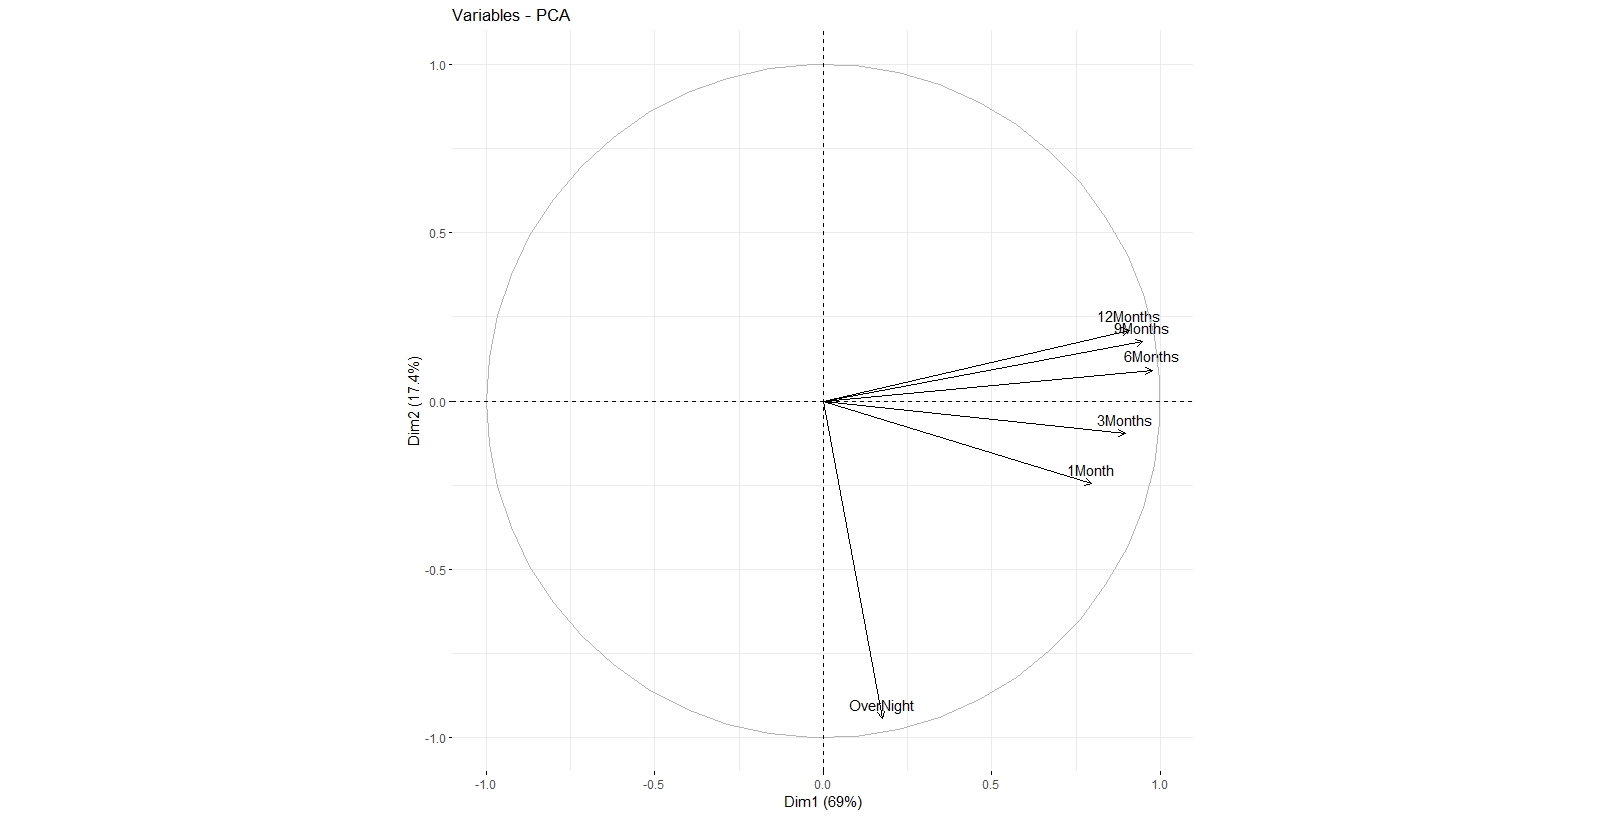 Variables - PCA
1.0
0.5
0.0
-0.5
-1.0
Dim2 (17.4%)
12Months
9Months
6Months
3Months
1Month
OverNight
-1.0
-0.5
0.0
0.5
1.0
Dim1 (69%)